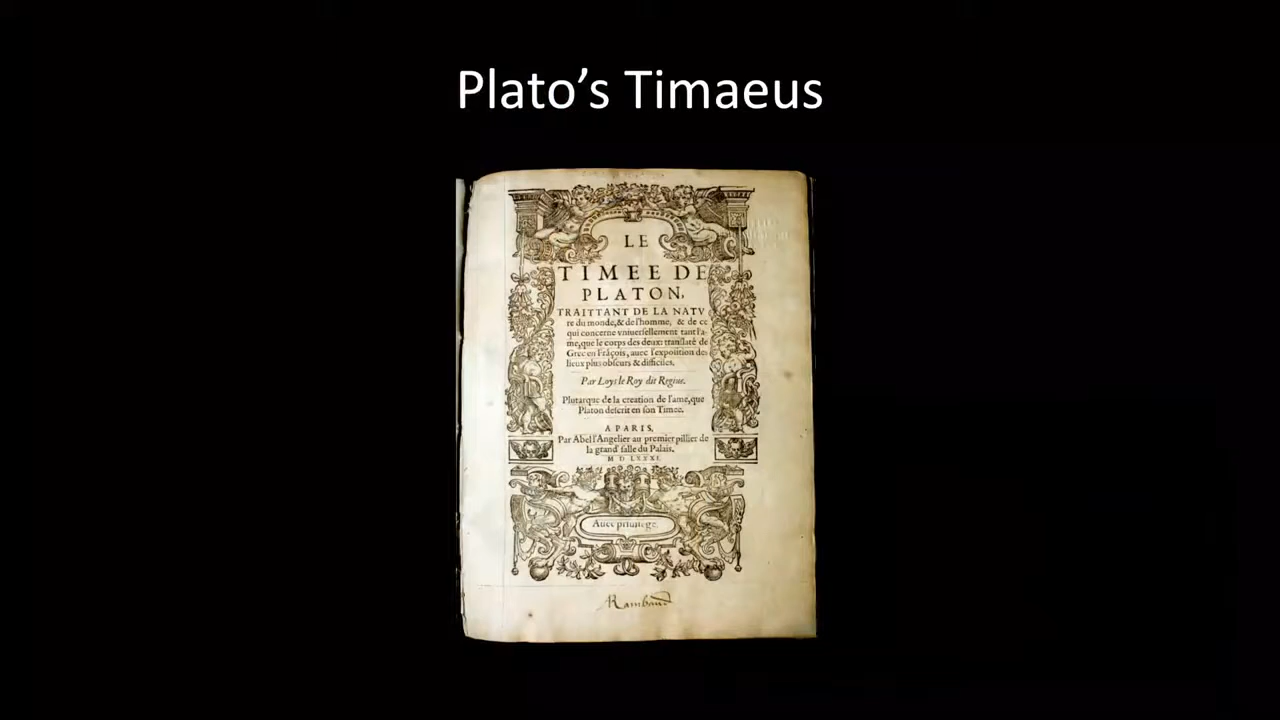 Plato’s Timaeus
LE
TIMEE DE
PLATON,
TRAITTANT DE LA NATV
re du monde, & de l'homme, & de ce
qui concerne vniuersellement tant l'a-
me, que le corps des deux: translaté de
Grec en Frãçois, auec l'exposition des
lieux plus obscurs & difficiles.
Par Loys le Roy dit Regius.
Plutarque de la creation de l'ame, que
Platon descrit en son Timee.
A PARIS,
Par Abel l'Angelier au premier pillier de
la grand' salle du Palais.
M D LXXXI.
Auec priuilege.
Rambaud